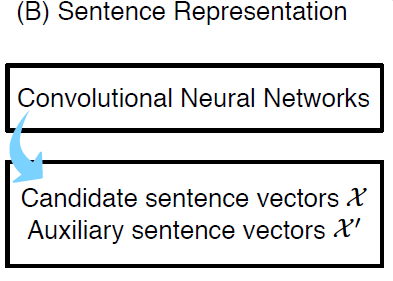 (B) Sentence Representation
Convolutional Neural Networks
Candidate sentence vectors 𝒳
Auxiliary sentence vectors 𝒳′